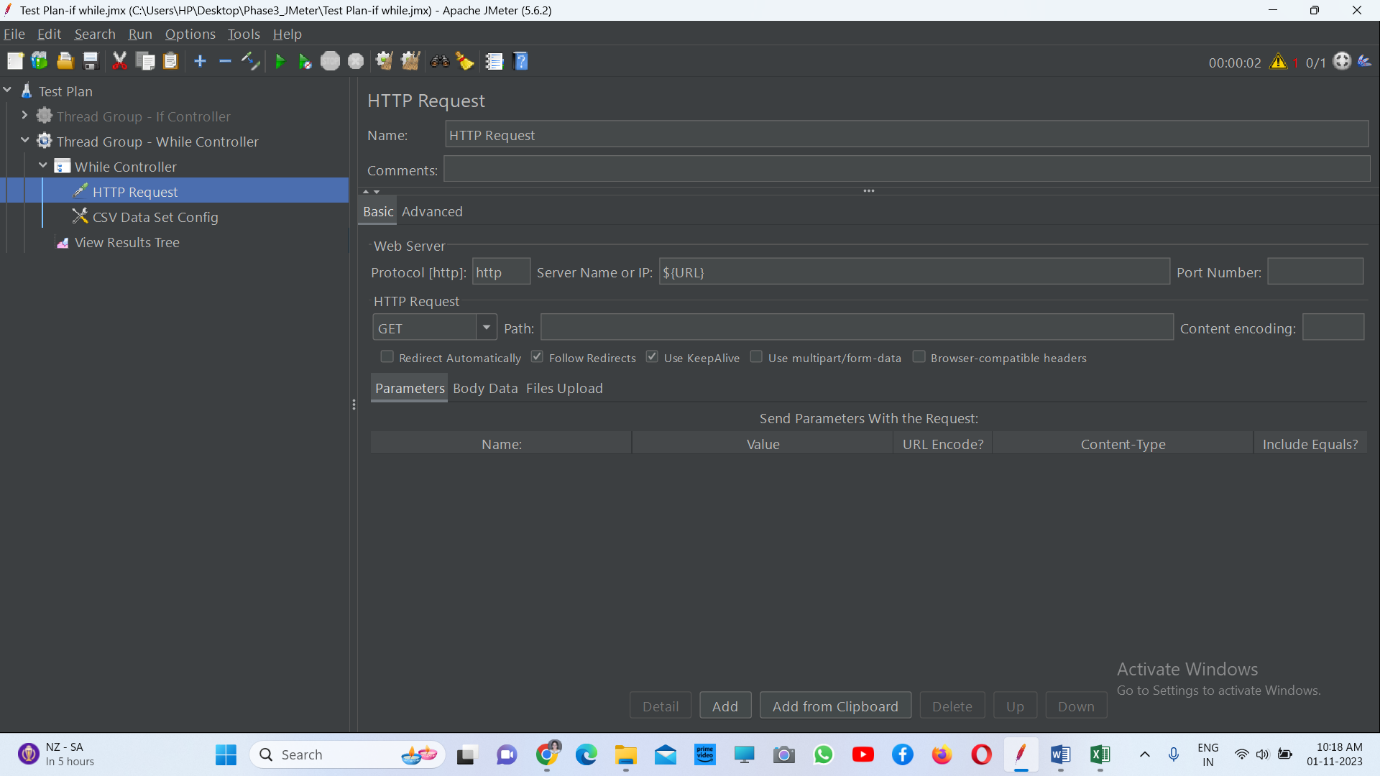 Test Plan-if while.jmx (C:\Users\HP\Desktop\Phase3_JMeter\Test Plan-if while.jmx) - Apache JMeter (5.6.2)
File Edit Search Run Options Tools Help
00:00:02 1 0/1
Test Plan
Thread Group - If Controller
Thread Group - While Controller
While Controller
HTTP Request
CSV Data Set Config
View Results Tree
HTTP Request
Name: HTTP Request
Comments:
Basic Advanced
Web Server
Protocol [http]: http Server Name or IP: ${URL} Port Number:
HTTP Request
GET Path: Content encoding:
Redirect Automatically Follow Redirects Use KeepAlive Use multipart/form-data Browser-compatible headers
Parameters Body Data Files Upload
Send Parameters With the Request:
Name: Value URL Encode? Content-Type Include Equals?
Activate Windows
Go to Settings to activate Windows.
Detail Add Add from Clipboard Delete Up Down
NZ - SA
In 5 hours
Search
prime video
ENG
IN
10:18 AM
01-11-2023